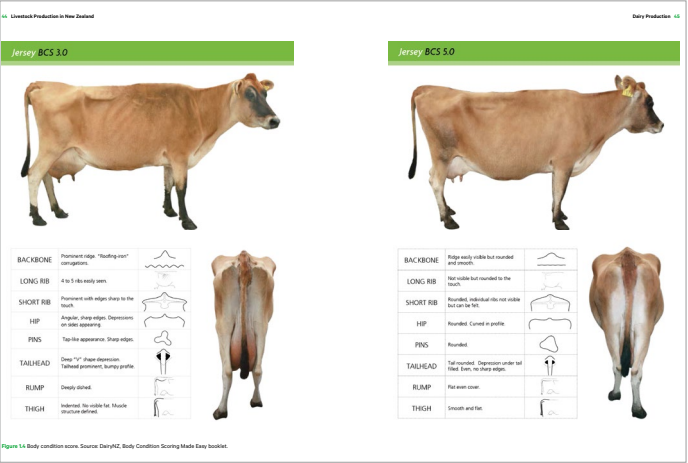 44 Livestock Production in New Zealand
Dairy Production 45
Jersey BCS 3.0
BACKBONE
Prominent ridge. "Roofing-iron"
corrugations.
LONG RIB
4 to 5 ribs easily seen.
SHORT RIB
Prominent with edges sharp to the
touch.
HIP
Angular, sharp edges. Depressions
on sides appearing.
PINS
Tap-like appearance. Sharp edges.
TAILHEAD
Deep "V" shape depression.
Tailhead prominent, bumpy profile.
RUMP
Deeply dished.
THIGH
Indented. No visible fat. Muscle
structure defined.
Jersey BCS 5.0
BACKBONE
Ridge easily visible but rounded
and smooth.
LONG RIB
Not visible but rounded to the
touch.
SHORT RIB
Rounded, individual ribs not visible
but can be felt.
HIP
Rounded. Curved in profile.
PINS
Rounded.
TAILHEAD
Tail rounded. Depression under tail
filled. Even, no sharp edges.
RUMP
Flat even cover.
THIGH
Smooth and flat.
Figure 1.4 Body condition score. Source: DairyNZ, Body Condition Scoring Made Easy booklet.